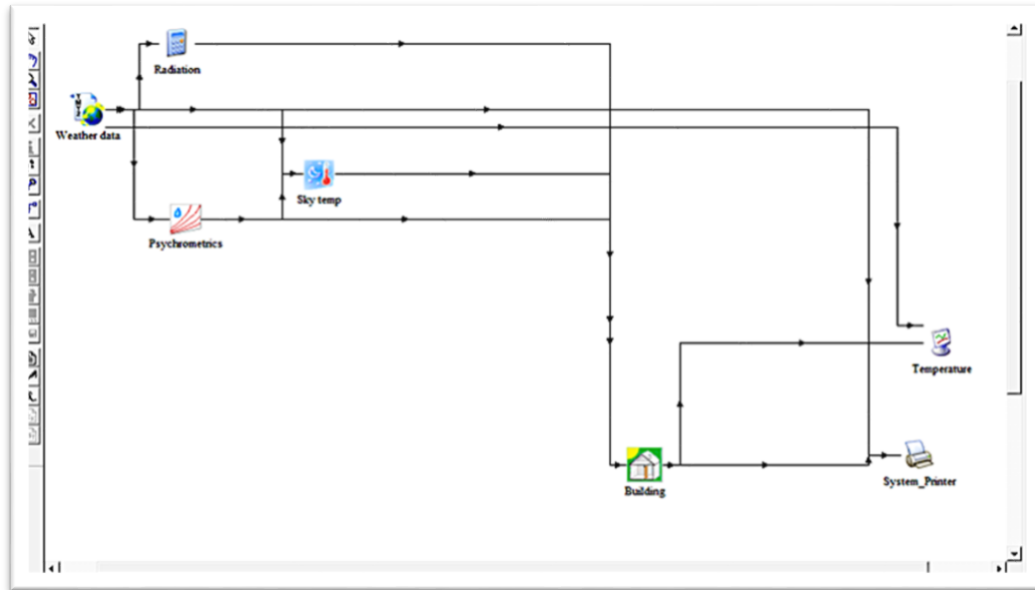 Radiation
Weather data
Sky temp
Psychrometrics
Temperature
Building
System_Printer